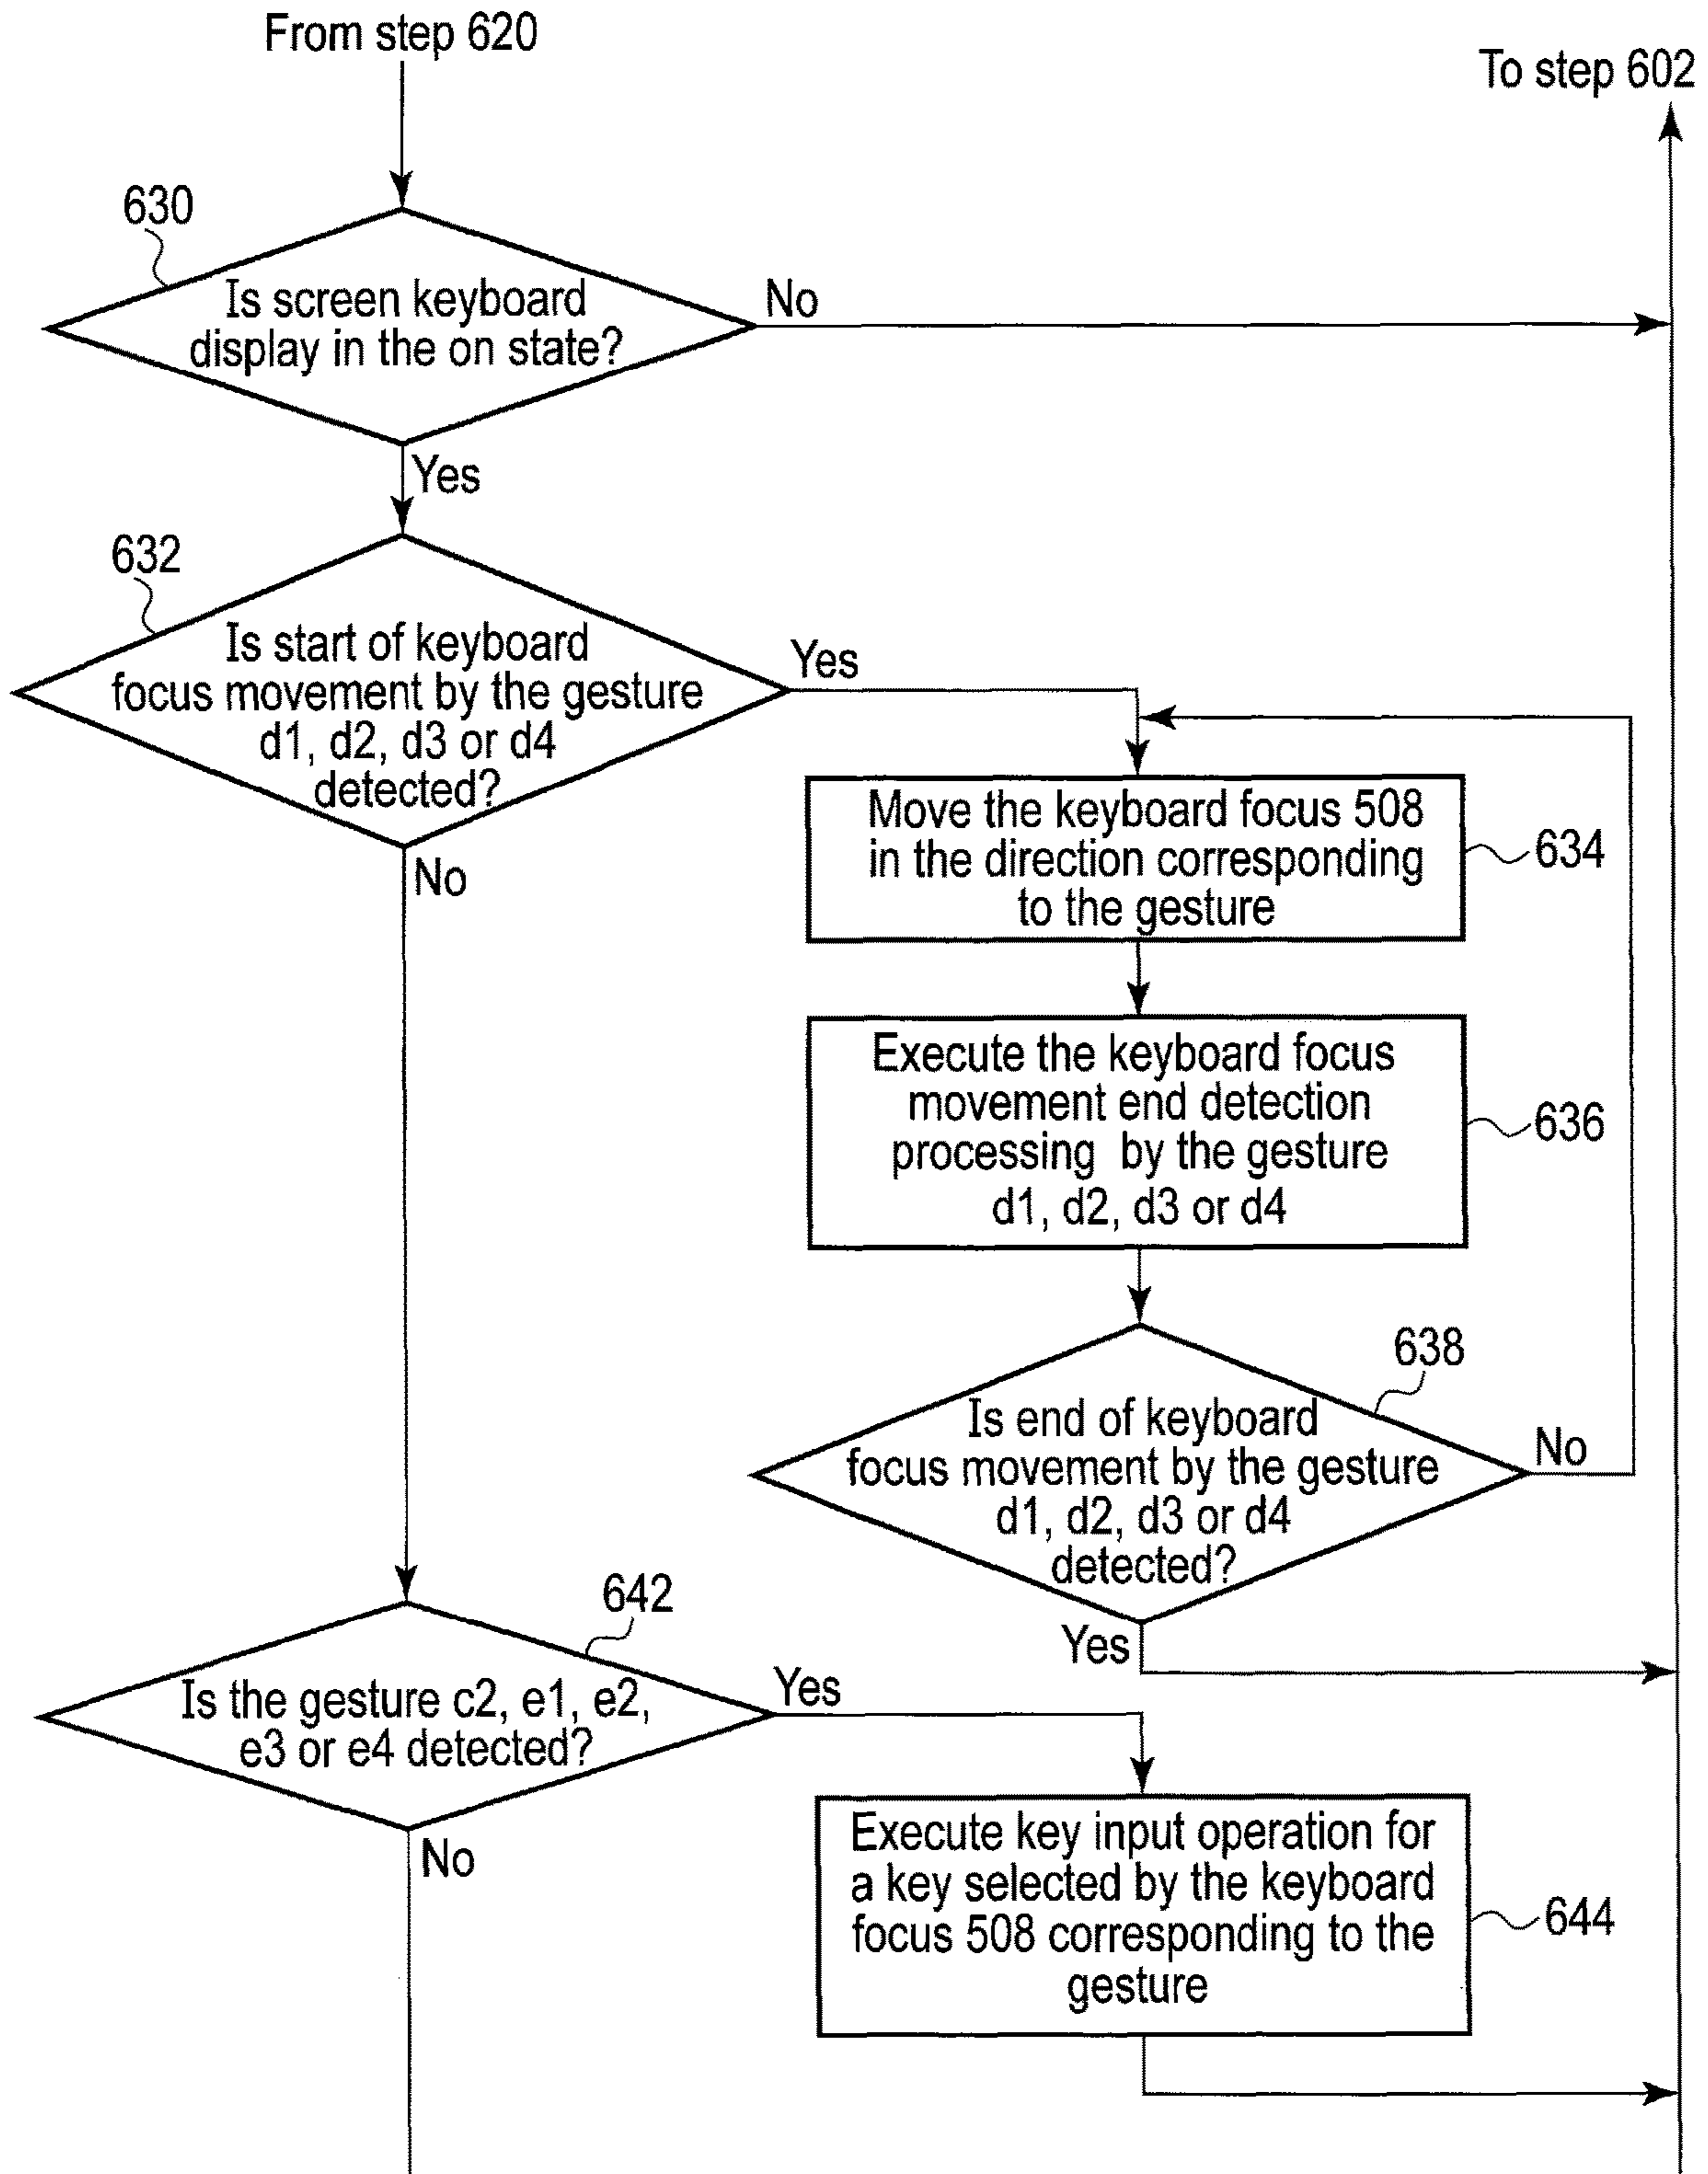 From step 620
To step 602
630
Is screen keyboard
display in the on state?
No
Yes
632
Is start of keyboard
focus movement by the gesture
d1, d2, d3 or d4
detected?
Yes
No
Move the keyboard focus 508
in the direction corresponding
to the gesture
634
Execute the keyboard focus
movement end detection
processing by the gesture
d1, d2, d3 or d4
636
638
Is end of keyboard
focus movement by the gesture
d1, d2, d3 or d4
detected?
No
Yes
642
Is the gesture c2, e1, e2,
e3 or e4 detected?
Yes
No
Execute key input operation for
a key selected by the keyboard
focus 508 corresponding to the
gesture
644